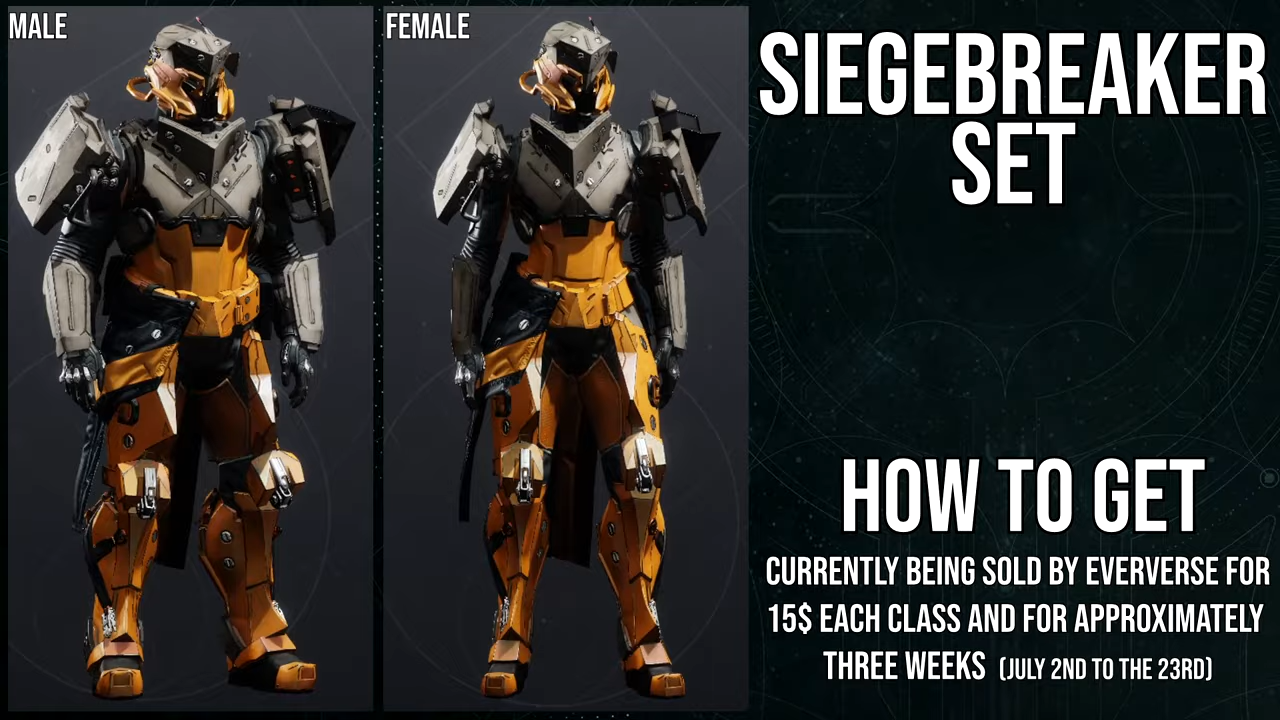 MALE
FEMALE
SIEGEBREAKER
SET
HOW TO GET
CURRENTLY BEING SOLD BY EVERVERSE FOR
15$ EACH CLASS AND FOR APPROXIMATELY
THREE WEEKS (JULY 2ND TO THE 23RD)